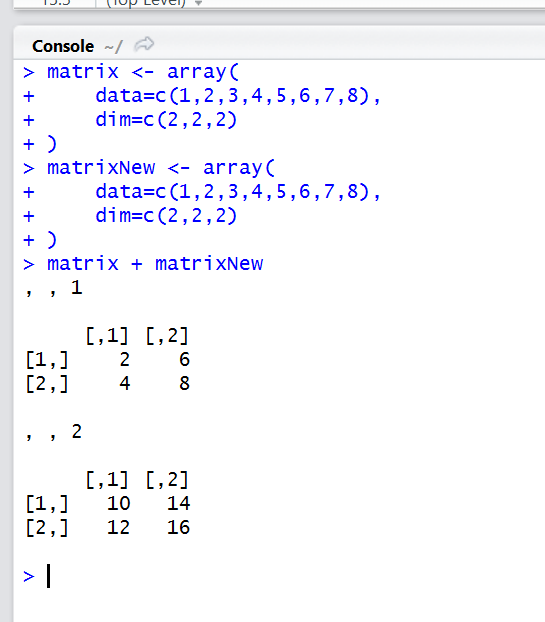 15.5 (Top Level)
Console ~/
> matrix <- array(
+     data=c(1,2,3,4,5,6,7,8),
+     dim=c(2,2,2)
+ )
> matrixNew <- array(
+     data=c(1,2,3,4,5,6,7,8),
+     dim=c(2,2,2)
+ )
> matrix + matrixNew
, , 1
     [,1] [,2]
[1,]    2    6
[2,]    4    8
, , 2
     [,1] [,2]
[1,]   10   14
[2,]   12   16
>